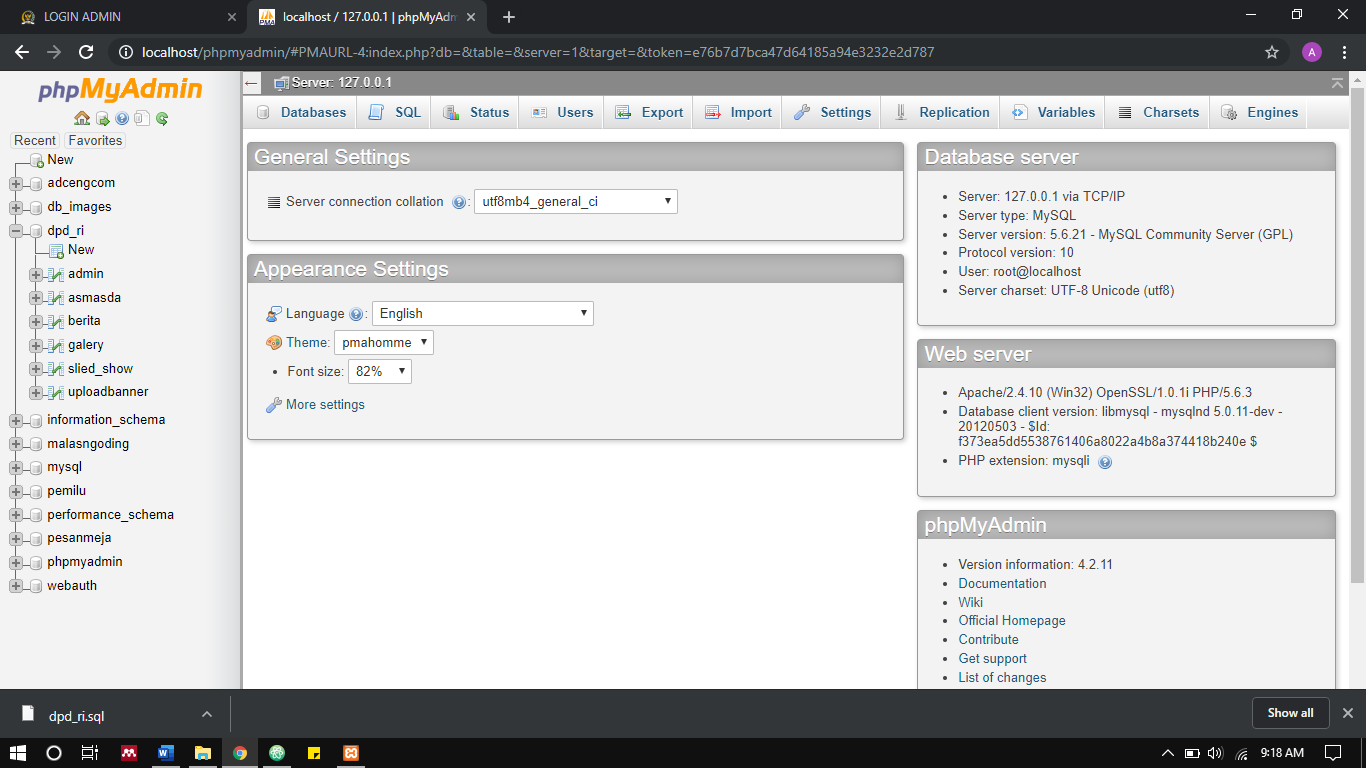 LOGIN ADMIN
localhost / 127.0.0.1 | phpMyAdm
localhost/phpmyadmin/#PMAURL-4:index.php?db=&table=&server=1&target=&token=e76b7d7bca47d64185a94e3232e2d787
A
phpMyAdmin
Recent Favorites
New
adcengcom
db_images
dpd_ri
New
admin
asmasda
berita
galery
slied_show
uploadbanner
information_schema
malasngoding
mysql
pemilu
performance_schema
pesanmeja
phpmyadmin
webauth
Server: 127.0.0.1
Databases SQL Status Users Export Import Settings Replication Variables Charsets Engines
General Settings
Server connection collation : utf8mb4_general_ci
Appearance Settings
Language : English
Theme: pmahomme
Font size: 82%
More settings
Database server
Server: 127.0.0.1 via TCP/IP
Server type: MySQL
Server version: 5.6.21 - MySQL Community Server (GPL)
Protocol version: 10
User: root@localhost
Server charset: UTF-8 Unicode (utf8)
Web server
Apache/2.4.10 (Win32) OpenSSL/1.0.1i PHP/5.6.3
Database client version: libmysql - mysqlnd 5.0.11-dev -
20120503 - $Id:
f373ea5dd5538761406a8022a4b8a374418b240e $
PHP extension: mysqli
phpMyAdmin
Version information: 4.2.11
Documentation
Wiki
Official Homepage
Contribute
Get support
List of changes
dpd_ri.sql
Show all
9:18 AM